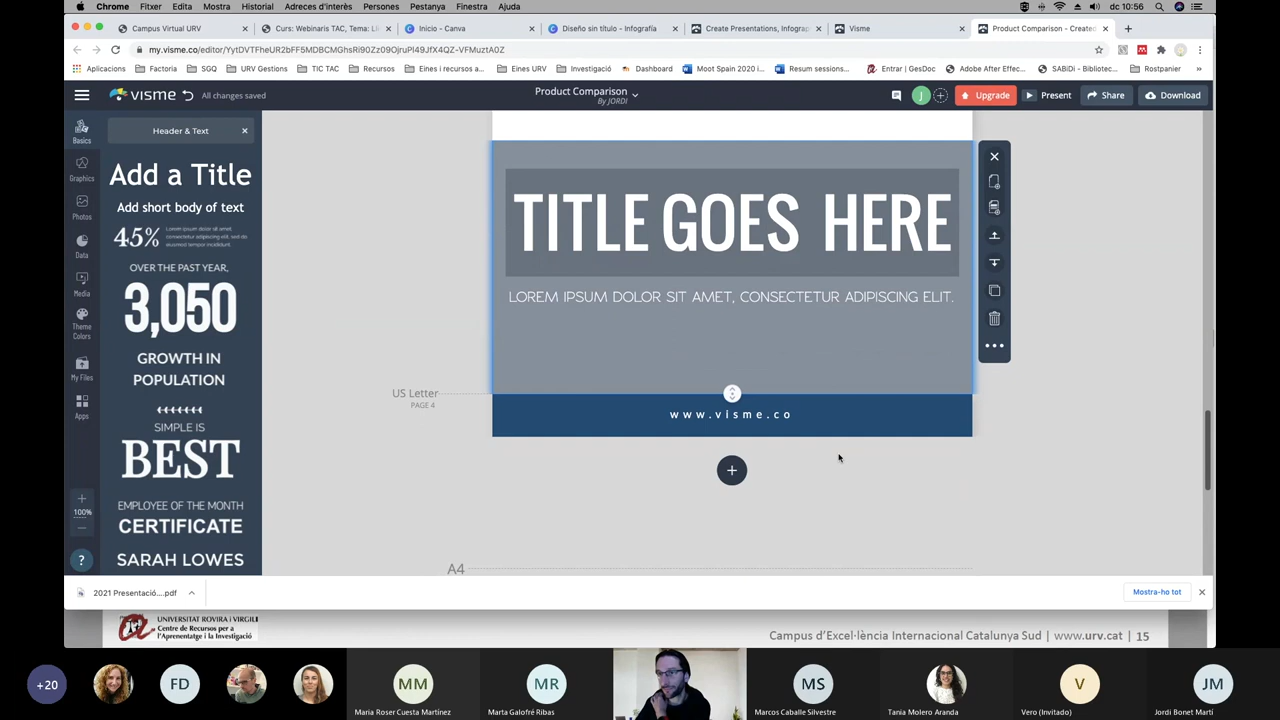 Chrome Fitxer Edita Mostra Historial Adreces d'interès Persones Pestanya Finestra Ajuda
dc 10:56
Campus Virtual URV
Curs: Webinaris TAC, Tema: Lli
Inicio - Canva
Diseño sin título - Infografía
Create Presentations, Infograp
Visme
Product Comparison - Created
my.visme.co/editor/
Aplicacions Factoria SGQ URV Gestions TIC TAC Recursos Eines i recursos a... Eines URV Investigació Dashboard Moot Spain 2020 i... Resum sessions... Entrar | GesDoc Adobe After Effec... SABiDi - Bibliotec... Rostpanier »
visme
All changes saved
Product Comparison
By JORDI
J
Upgrade
Present
Share
Download
Basics
Graphics
Photos
Data
Media
Theme
Colors
My Files
Apps
100%
?
Header & Text
Add a Title
Add short body of text
45%
OVER THE PAST YEAR,
3,050
GROWTH IN
POPULATION
SIMPLE IS
BEST
EMPLOYEE OF THE MONTH
CERTIFICATE
SARAH LOWES
TITLE GOES HERE
LOREM IPSUM DOLOR SIT AMET, CONSECTETUR ADIPISCING ELIT.
US Letter
PAGE 4
www.visme.co
A4
2021 Presentació....pdf
Mostra-ho tot
UNIVERSITAT ROVIRA i VIRGILI
Centre de Recursos per a
l'Aprenentatge i la Investigació
Campus d'Excel·lència Internacional Catalunya Sud | www.urv.cat | 15
+20
FD
MM
Maria Roser Cuesta Martínez
MR
Marta Galofré Ribas
MS
Marcos Caballe Silvestre
Tania Molero Aranda
V
Vero (Invitado)
JM
Jordi Bonet Martí